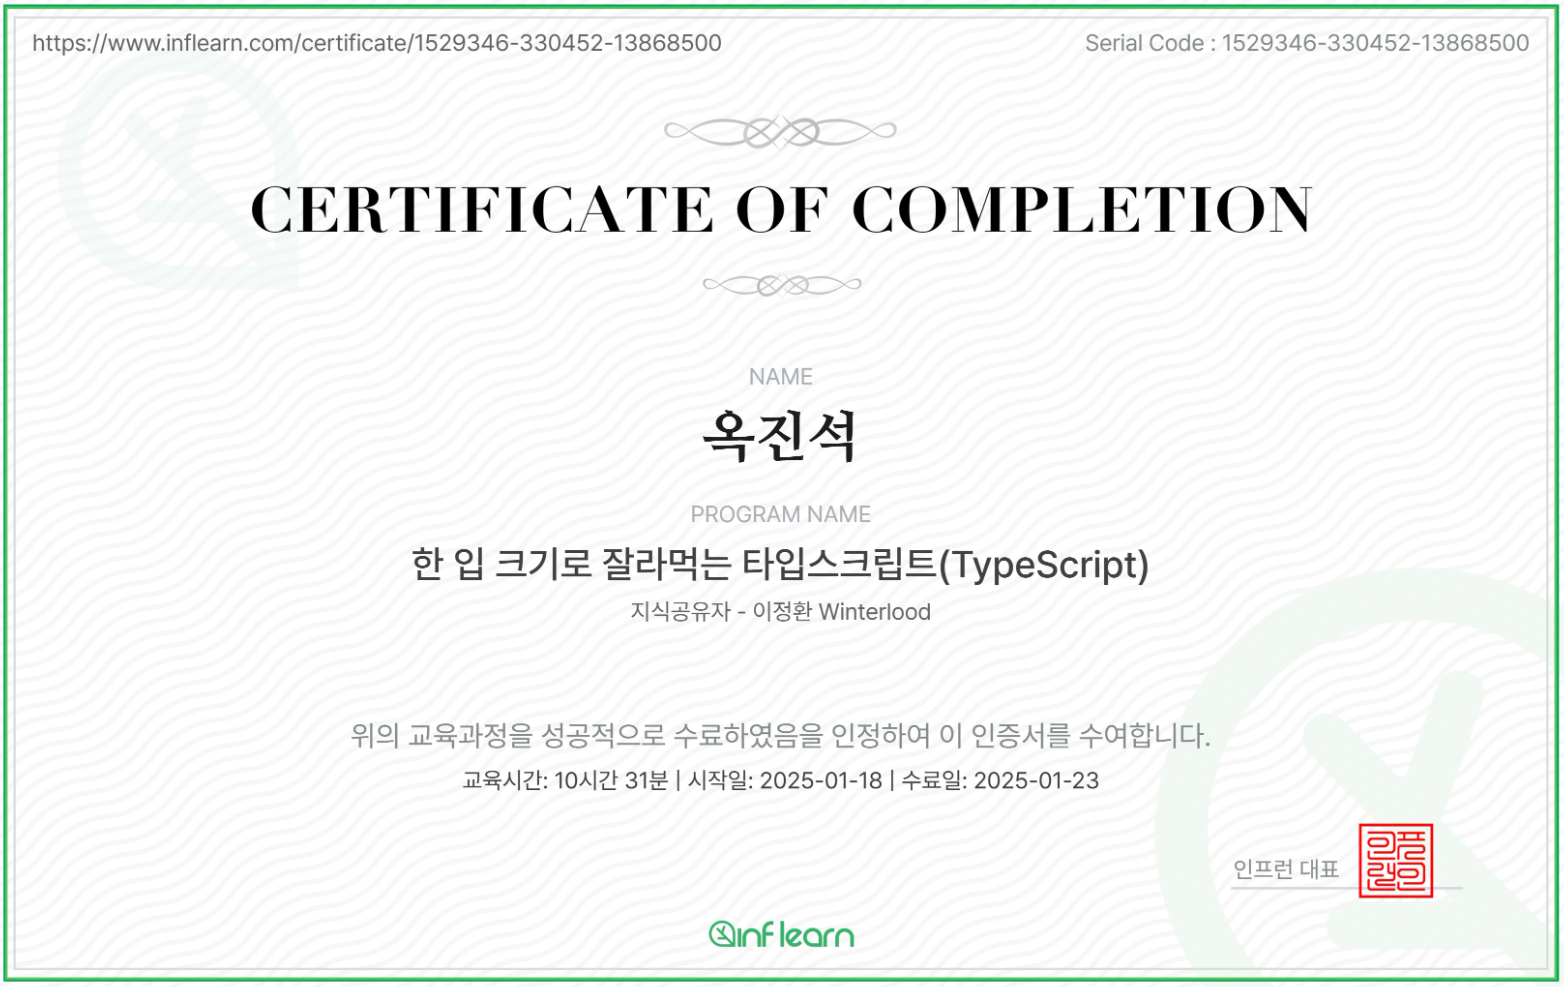 https://www.inflearn.com/certificate/1529346-330452-13868500
Serial Code : 1529346-330452-13868500
CERTIFICATE OF COMPLETION
NAME
옥진석
PROGRAM NAME
한 입 크기로 잘라먹는 타입스크립트(TypeScript)
지식공유자 - 이정환 Winterlood
위의 교육과정을 성공적으로 수료하였음을 인정하여 이 인증서를 수여합니다.
교육시간: 10시간 31분 | 시작일: 2025-01-18 | 수료일: 2025-01-23
인프런 대표
inflearn